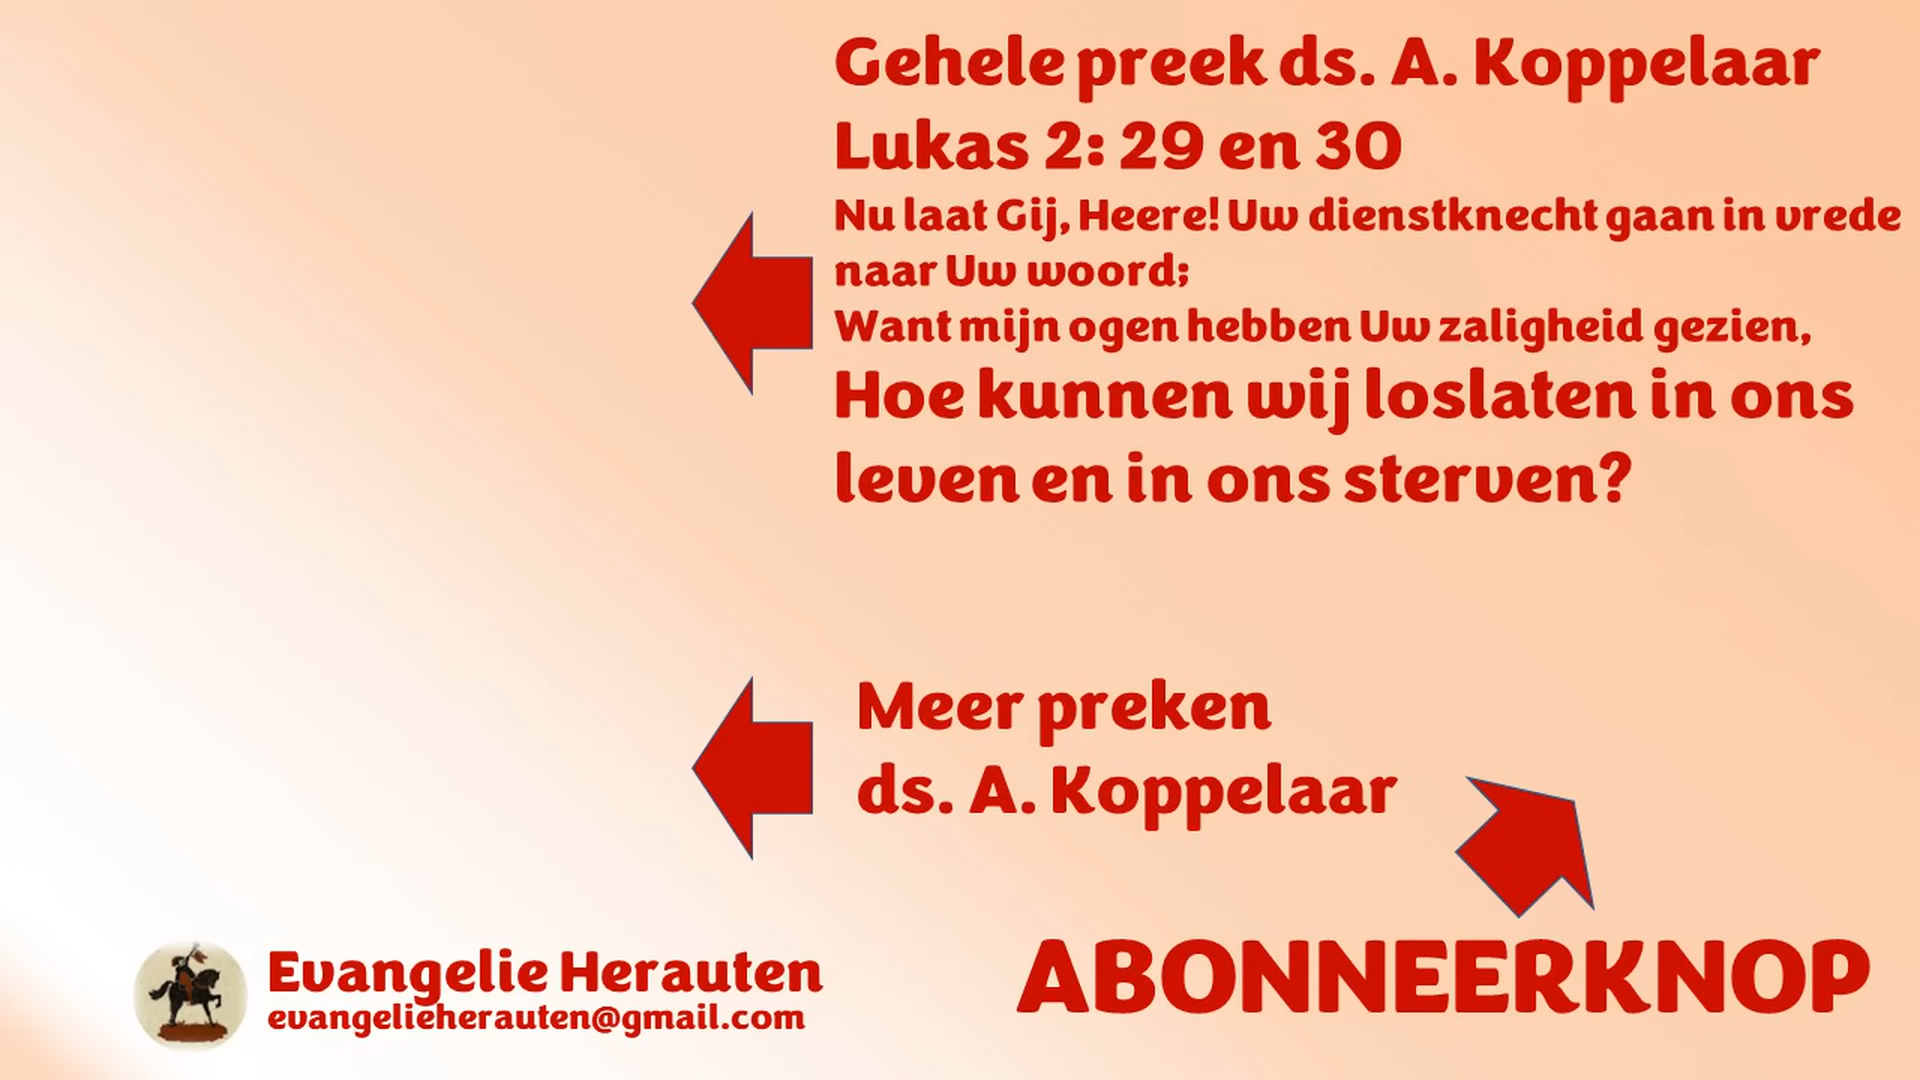 Gehele preek ds. A. Koppelaar
Lukas 2: 29 en 30
Nu laat Gij, Heere! Uw dienstknecht gaan in vrede
naar Uw woord;
Want mijn ogen hebben Uw zaligheid gezien,
Hoe kunnen wij loslaten in ons
leven en in ons sterven?
Meer preken
ds. A. Koppelaar
Evangelie Herauten
evangelieherauten@gmail.com
ABONNEERKNOP